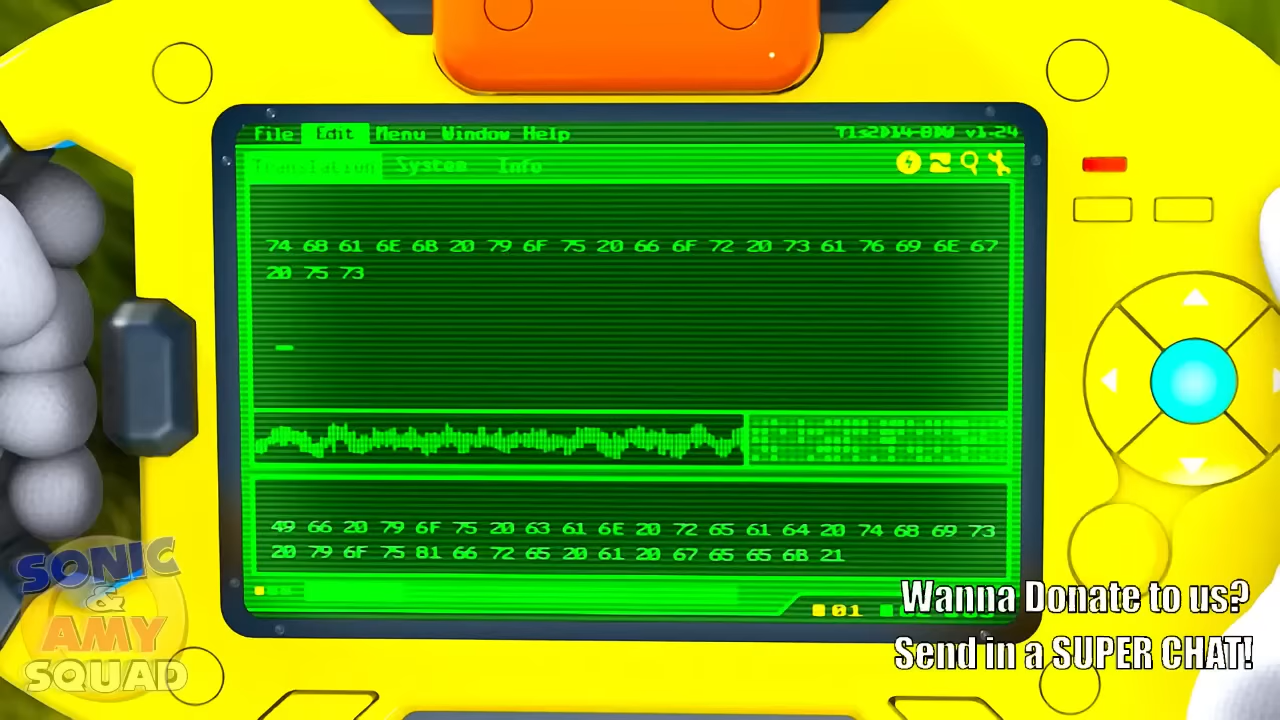 File Edit Menu Window Help
Translation System Info
74 68 61 6E 6B 20 79 6F 75 20 66 6F 72 20 73 61 76 69 6E 67
20 75 73
49 66 20 79 6F 75 20 63 61 6E 20 72 65 61 64 20 74 68 69 73
20 79 6F 75 81 66 72 65 20 61 20 67 65 65 6B 21
01
SONIC
&
AMY
SQUAD
Wanna Donate to us?
Send in a SUPER CHAT!